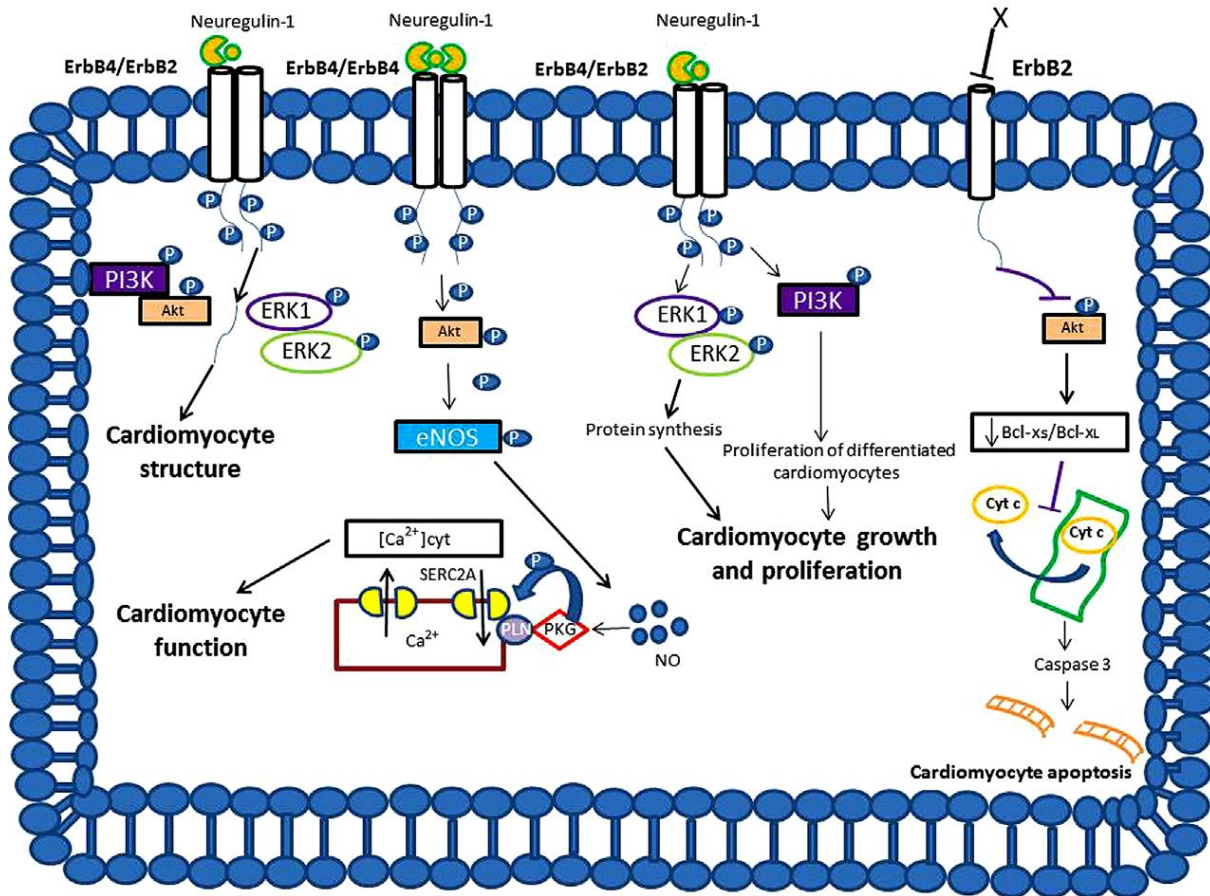 Neuregulin-1
Neuregulin-1
Neuregulin-1
X
ErbB4/ErbB2
ErbB4/ErbB4
ErbB4/ErbB2
ErbB2
P
P
P
P
P
P
P
P
P
P
P
P
P
PI3K
P
Akt
ERK1
P
ERK2
P
P
Akt
P
P
eNOS
P
ERK1
P
ERK2
P
P
PI3K
P
Akt
Cardiomyocyte
structure
Protein synthesis
Proliferation of differentiated
cardiomyocytes
↓ Bcl-xs/Bcl-xL
Cyt c
Cyt c
[Ca2+]cyt
SERC2A
P
Ca2+
PLN
PKG
NO
Cardiomyocyte
function
Cardiomyocyte growth
and proliferation
Caspase 3
Cardiomyocyte apoptosis